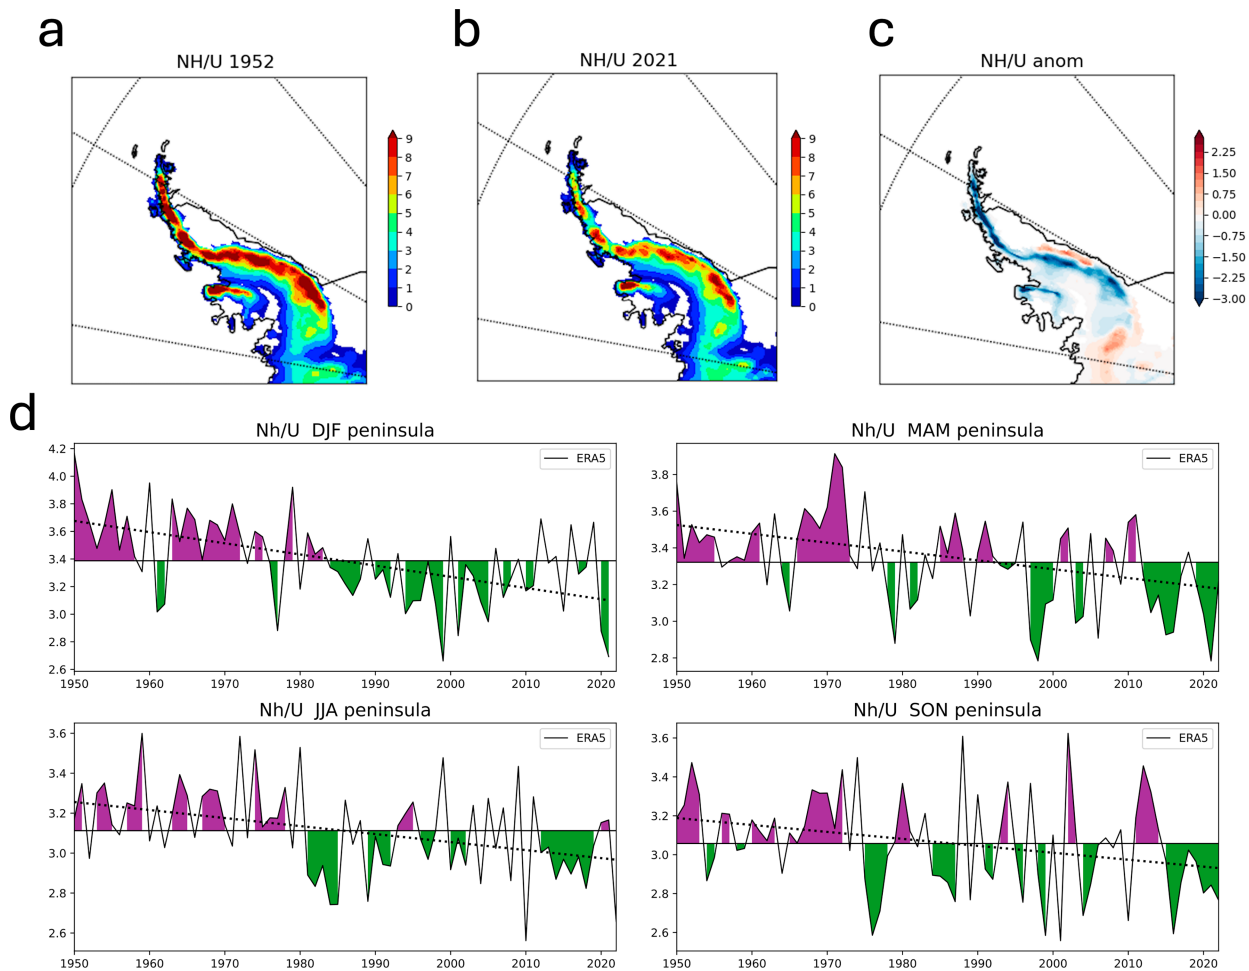 a
b
c
NH/U 1952
NH/U 2021
NH/U anom
9
8
7
6
5
4
3
2
1
0
9
8
7
6
5
4
3
2
1
0
2.25
1.50
0.75
0.00
−0.75
−1.50
−2.25
−3.00
d
Nh/U DJF peninsula
4.2
4.0
3.8
3.6
3.4
3.2
3.0
2.8
2.6
ERA5
1950 1960 1970 1980 1990 2000 2010 2020
Nh/U MAM peninsula
3.8
3.6
3.4
3.2
3.0
2.8
ERA5
1950 1960 1970 1980 1990 2000 2010 2020
Nh/U JJA peninsula
3.6
3.4
3.2
3.0
2.8
2.6
ERA5
1950 1960 1970 1980 1990 2000 2010 2020
Nh/U SON peninsula
3.6
3.4
3.2
3.0
2.8
2.6
ERA5
1950 1960 1970 1980 1990 2000 2010 2020